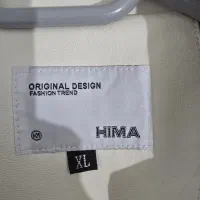 ORIGINAL DESIGN
FASHION TREND
HIMA
XL